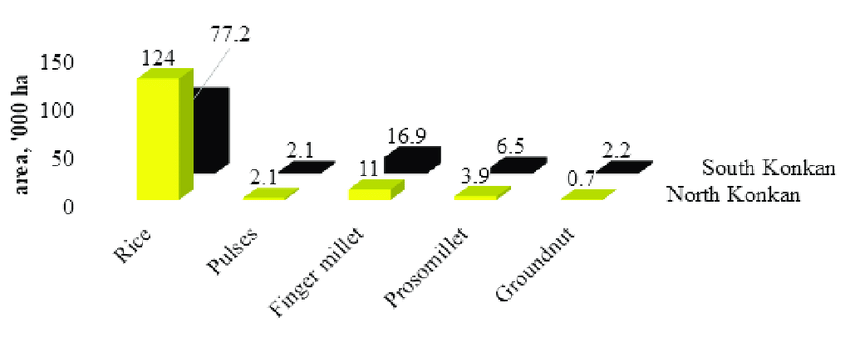 77.2
124
150
100
50
0
area, '000 ha
2.1
16.9
6.5
2.2
2.1
11
3.9
0.7
South Konkan
North Konkan
Rice
Pulses
Finger millet
Prosomillet
Groundnut